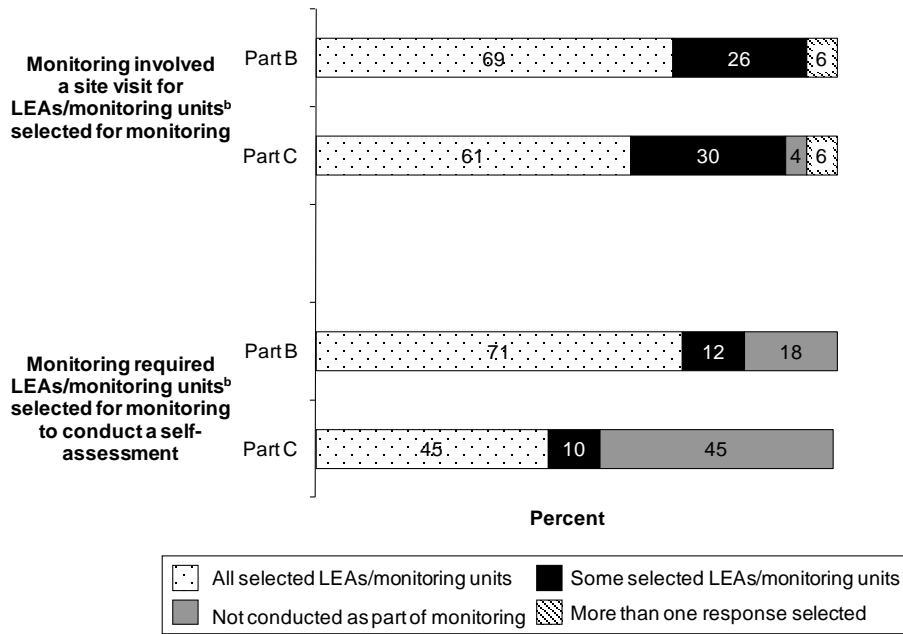 Monitoring involved
a site visit for
LEAs/monitoring unitsᵇ
selected for monitoring
Part B
69
26
6
Part C
61
30
4
6
Monitoring required
LEAs/monitoring unitsᵇ
selected for monitoring
to conduct a self-
assessment
Part B
71
12
18
Part C
45
10
45
Percent
All selected LEAs/monitoring units
Some selected LEAs/monitoring units
Not conducted as part of monitoring
More than one response selected